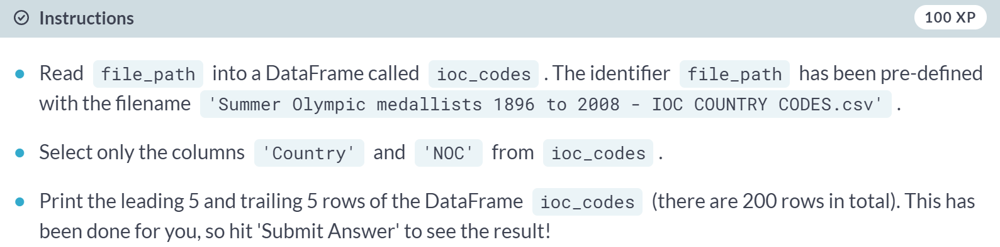 Instructions
100 XP
Read file_path into a DataFrame called ioc_codes . The identifier file_path has been pre-defined
with the filename 'Summer Olympic medallists 1896 to 2008 - IOC COUNTRY CODES.csv' .
Select only the columns 'Country' and 'NOC' from ioc_codes .
Print the leading 5 and trailing 5 rows of the DataFrame ioc_codes (there are 200 rows in total). This has
been done for you, so hit 'Submit Answer' to see the result!